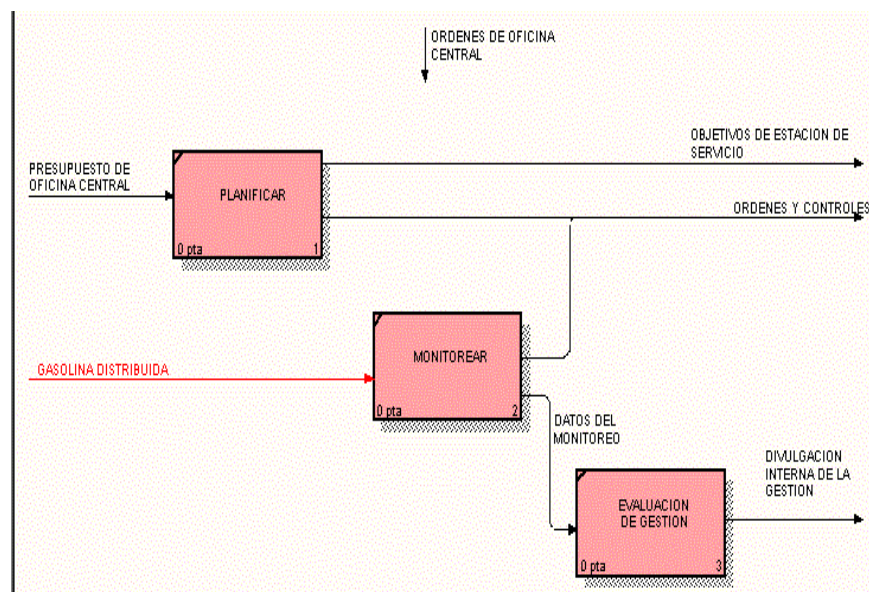 ORDENES DE OFICINA
CENTRAL
OBJETIVOS DE ESTACION DE
SERVICIO
PRESUPUESTO DE
OFICINA CENTRAL
PLANIFICAR
0 pta
1
ORDENES Y CONTROLES
GASOLINA DISTRIBUIDA
MONITOREAR
0 pta
2
DATOS DEL
MONITOREO
DIVULGACION
INTERNA DE LA
GESTION
EVALUACION
DE GESTION
0 pta
3